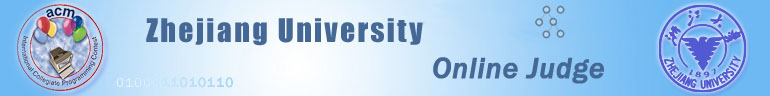 acm
International Collegiate Programming Contest
Zhejiang University
Online Judge
ZHEJIANG UNIVERSITY
1897